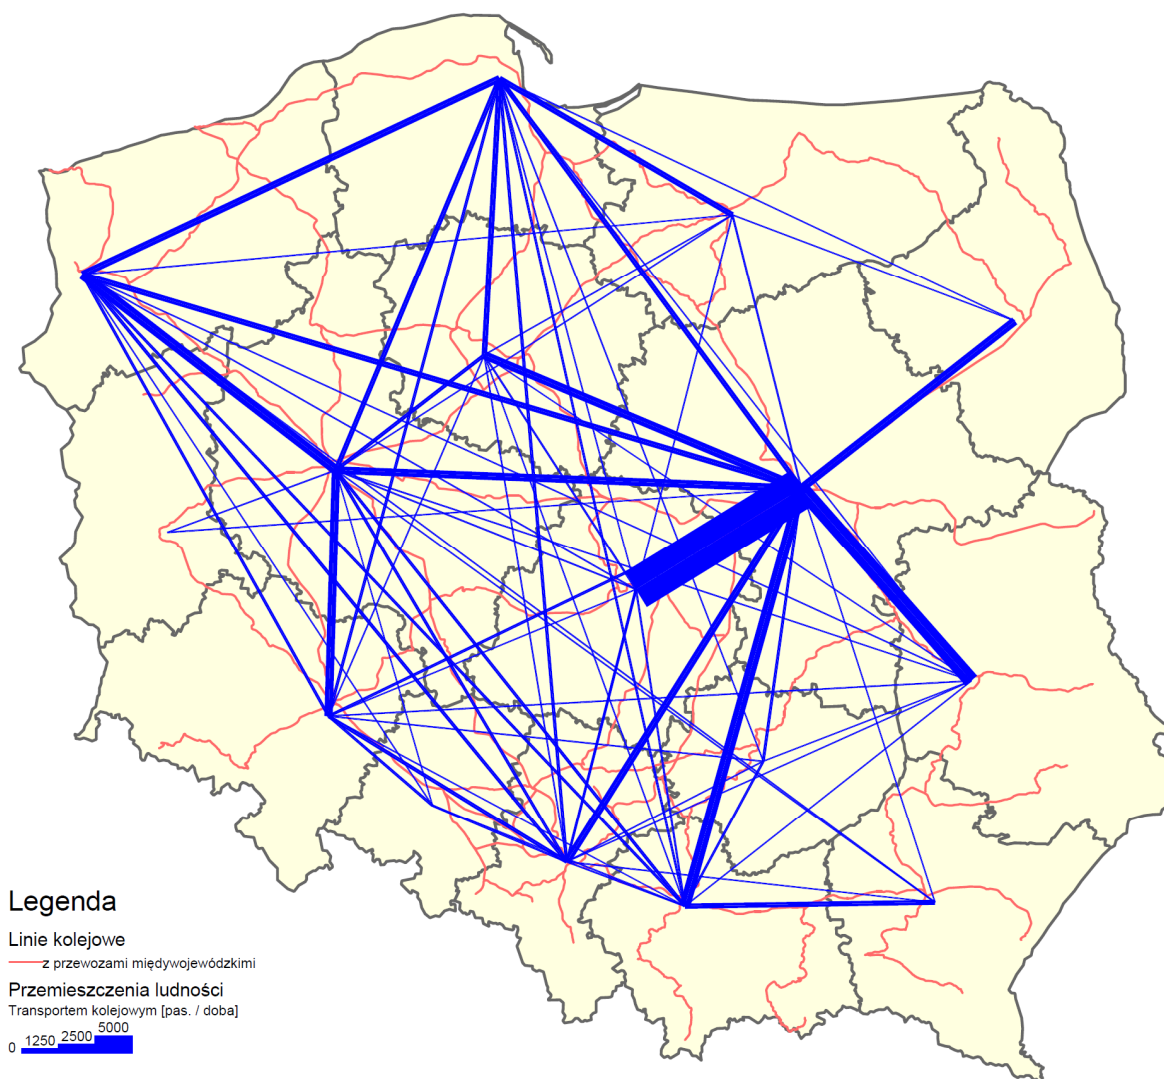 Legenda
Linie kolejowe
z przewozami międzywojewódzkimi
Przemieszczenia ludności
Transportem kolejowym [pas. / doba]
0 1250 2500 5000